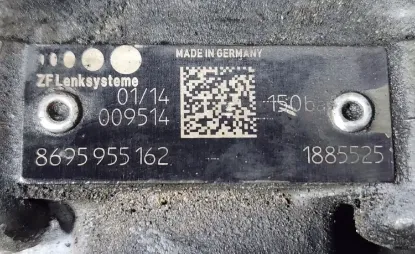 MADE IN GERMANY
ZF Lenksysteme
01/14
009514
150bar
8695 955 162
1885525